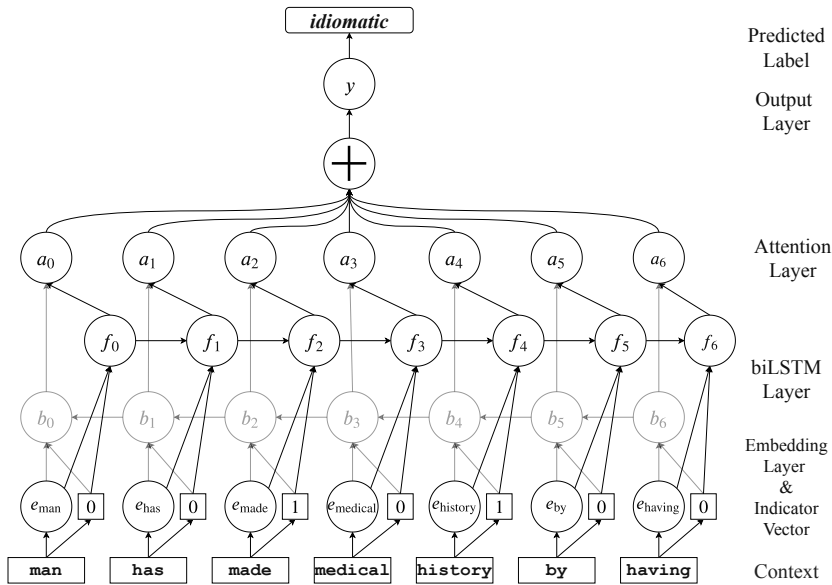 idiomatic
Predicted
Label
y
Output
Layer
+
a0 a1 a2 a3 a4 a5 a6
Attention
Layer
f0 f1 f2 f3 f4 f5 f6
biLSTM
Layer
b0 b1 b2 b3 b4 b5 b6
Embedding
Layer
&
Indicator
Vector
eman 0 ehas 0 emade 1 emedical 0 ehistory 1 eby 0 ehaving 0
man has made medical history by having
Context